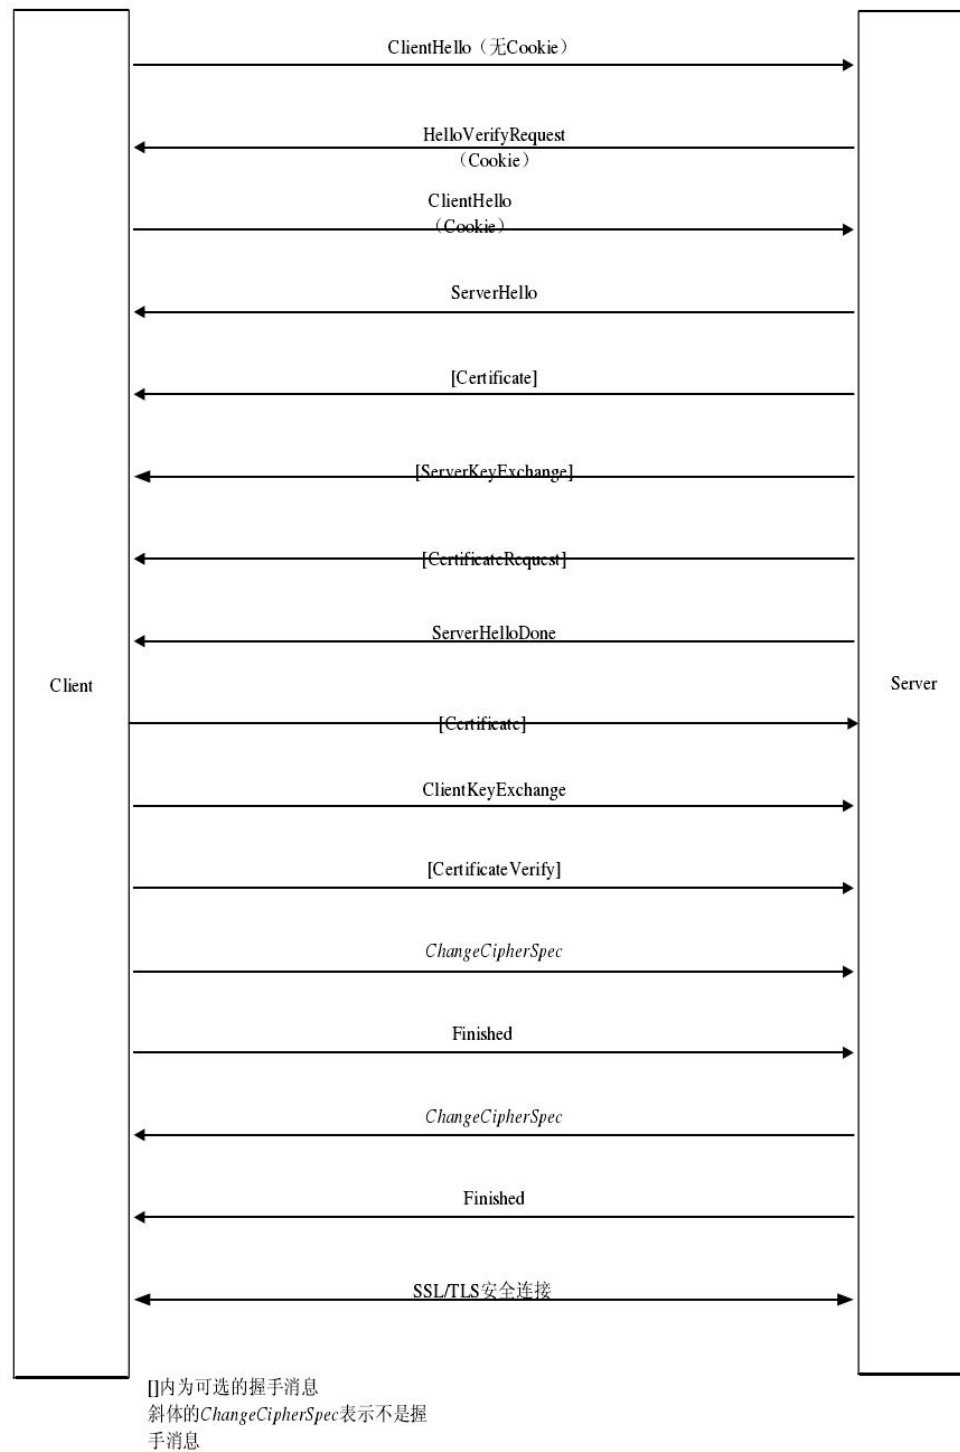 ClientHello（无Cookie）
HelloVerifyRequest
（Cookie）
ClientHello
（Cookie）
ServerHello
[Certificate]
[ServerKeyExchange]
[CertificateRequest]
ServerHelloDone
Client
Server
[Certificate]
ClientKeyExchange
[CertificateVerify]
ChangeCipherSpec
Finished
ChangeCipherSpec
Finished
SSL/TLS安全连接
[]内为可选的握手消息
斜体的ChangeCipherSpec表示不是握
手消息